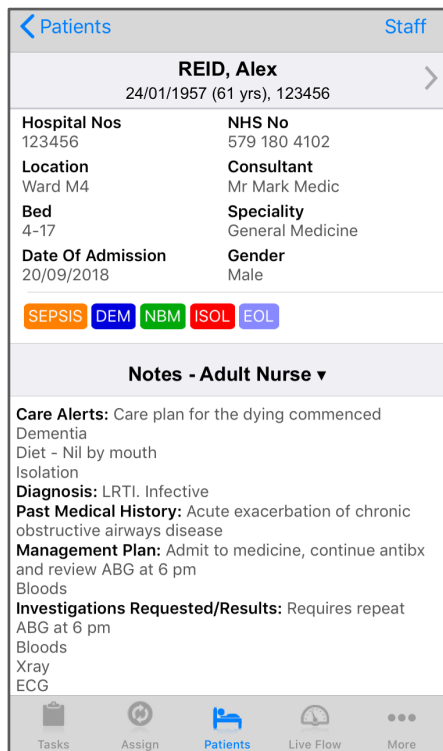 Patients Staff
REID, Alex
24/01/1957 (61 yrs), 123456
Hospital Nos NHS No
123456 579 180 4102
Location Consultant
Ward M4 Mr Mark Medic
Bed Speciality
4-17 General Medicine
Date Of Admission Gender
20/09/2018 Male
SEPSIS DEM NBM ISOL EOL
Notes - Adult Nurse ▾
Care Alerts: Care plan for the dying commenced
Dementia
Diet - Nil by mouth
Isolation
Diagnosis: LRTI. Infective
Past Medical History: Acute exacerbation of chronic
obstructive airways disease
Management Plan: Admit to medicine, continue antibx
and review ABG at 6 pm
Bloods
Investigations Requested/Results: Requires repeat
ABG at 6 pm
Bloods
Xray
ECG
Tasks Assign Patients Live Flow More